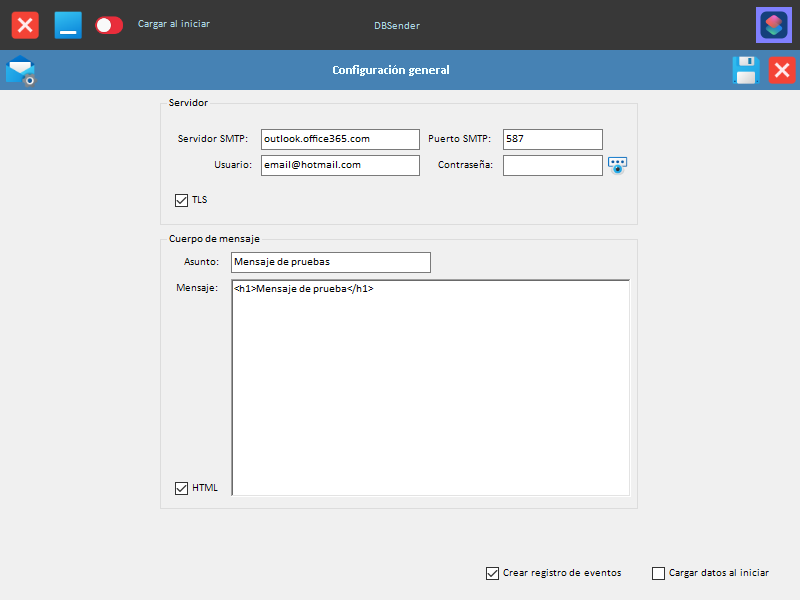 Cargar al iniciar
DBSender
Configuración general
Servidor
Servidor SMTP: outlook.office365.com Puerto SMTP: 587
Usuario: email@hotmail.com Contraseña:
TLS
Cuerpo de mensaje
Asunto: Mensaje de pruebas
Mensaje: <h1>Mensaje de prueba</h1>
HTML
Crear registro de eventos Cargar datos al iniciar